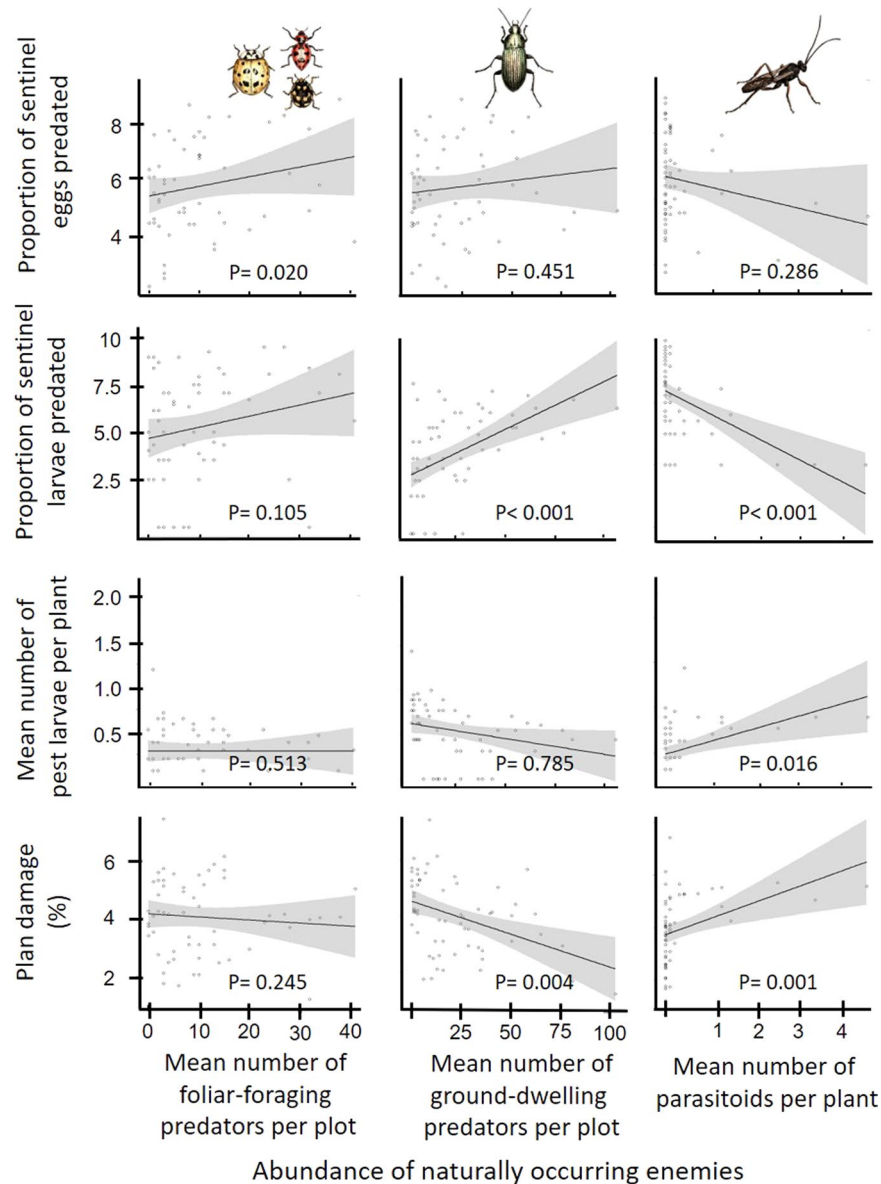 Proportion of sentinel
eggs predated
8
6
4
P= 0.020
P= 0.451
P= 0.286
Proportion of sentinel
larvae predated
10
7.5
5.0
2.5
P= 0.105
P< 0.001
P< 0.001
Mean number of
pest larvae per plant
2.0
1.5
1.0
0.5
P= 0.513
P= 0.785
P= 0.016
Plan damage
(%)
6
4
2
P= 0.245
P= 0.004
P= 0.001
0 10 20 30 40
25 50 75 100
1 2 3 4
Mean number of
foliar-foraging
predators per plot
Mean number of
ground-dwelling
predators per plot
Mean number of
parasitoids per plant
Abundance of naturally occurring enemies